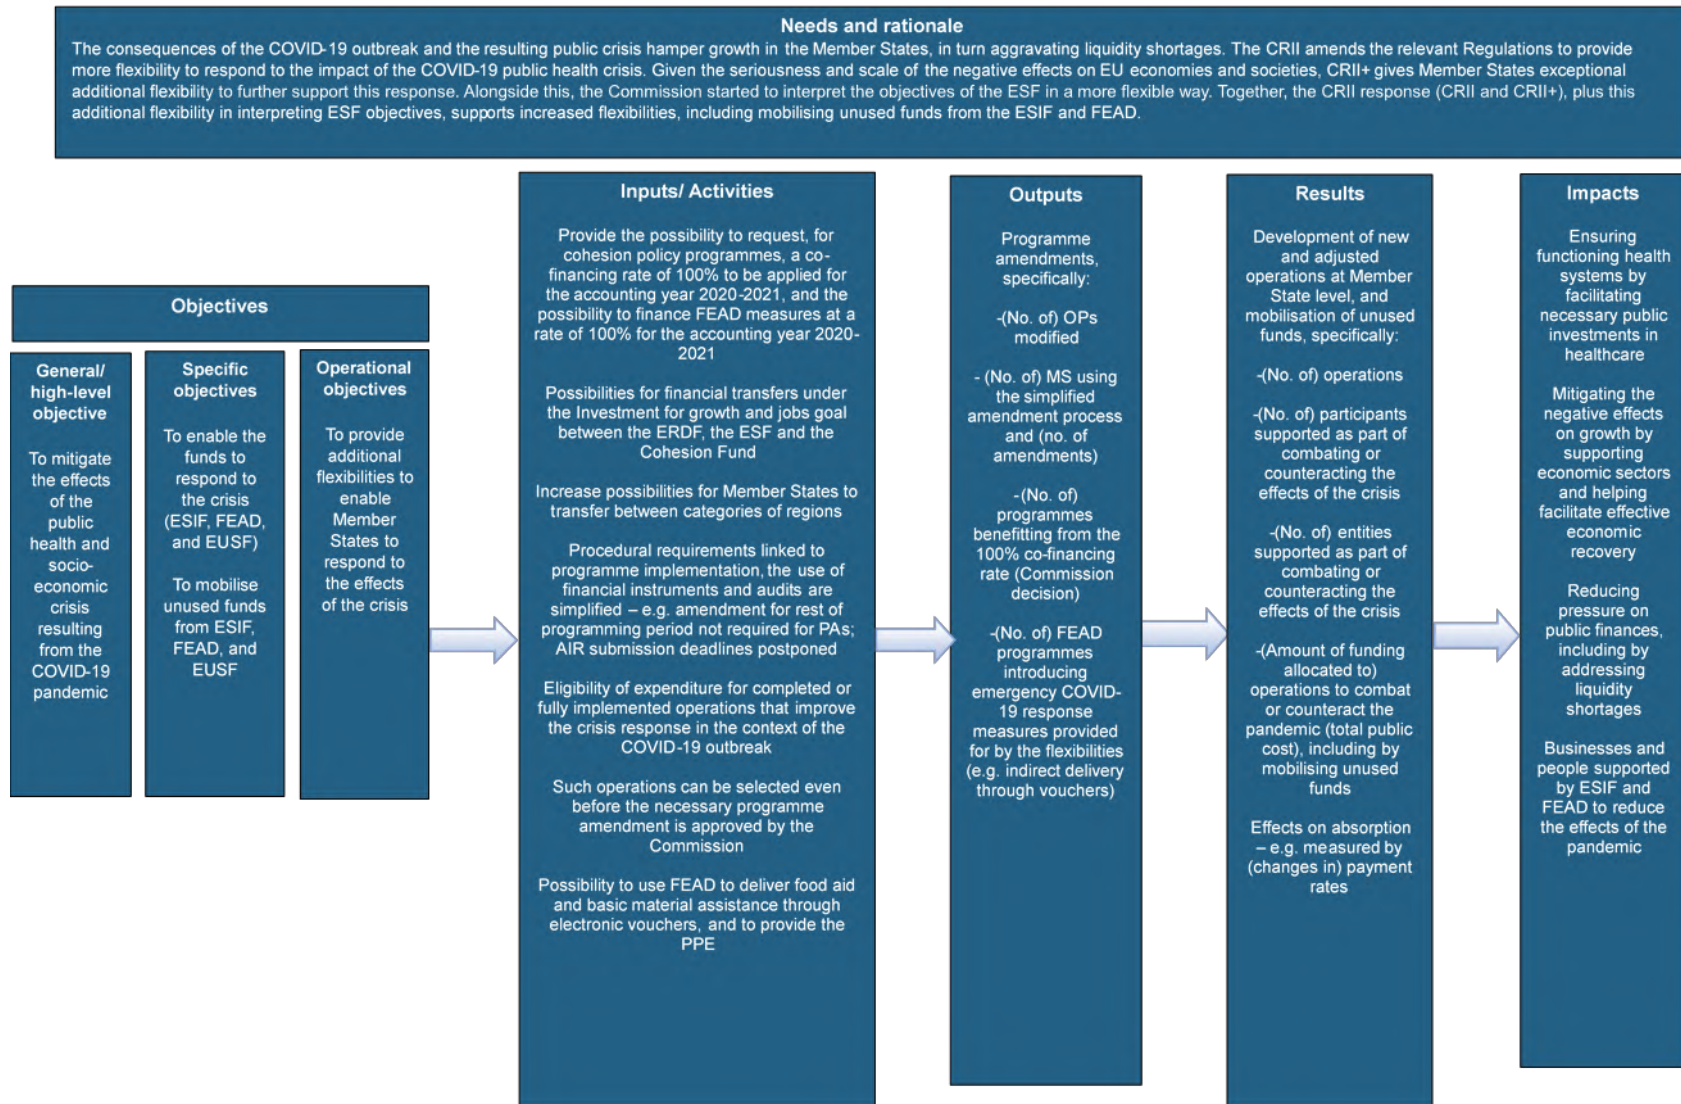 Needs and rationale
The consequences of the COVID-19 outbreak and the resulting public crisis hamper growth in the Member States, in turn aggravating liquidity shortages. The CRII amends the relevant Regulations to provide
more flexibility to respond to the impact of the COVID-19 public health crisis. Given the seriousness and scale of the negative effects on EU economies and societies, CRII+ gives Member States exceptional
additional flexibility to further support this response. Alongside this, the Commission started to interpret the objectives of the ESF in a more flexible way. Together, the CRII response (CRII and CRII+), plus this
additional flexibility in interpreting ESF objectives, supports increased flexibilities, including mobilising unused funds from the ESIF and FEAD.
Objectives
General/
high-level
objective
To mitigate
the effects
of the
public
health and
socio-
economic
crisis
resulting
from the
COVID-19
pandemic
Specific
objectives
To enable the
funds to
respond to
the crisis
(ESIF, FEAD,
and EUSF)
To mobilise
unused funds
from ESIF,
FEAD, and
EUSF
Operational
objectives
To provide
additional
flexibilities to
enable
Member
States to
respond to
the effects
of the crisis
Inputs/ Activities
Provide the possibility to request, for
cohesion policy programmes, a co-
financing rate of 100% to be applied for
the accounting year 2020-2021, and the
possibility to finance FEAD measures at a
rate of 100% for the accounting year 2020-
2021
Possibilities for financial transfers under
the Investment for growth and jobs goal
between the ERDF, the ESF and the
Cohesion Fund
Increase possibilities for Member States to
transfer between categories of regions
Procedural requirements linked to
programme implementation, the use of
financial instruments and audits are
simplified – e.g. amendment for rest of
programming period not required for PAs;
AIR submission deadlines postponed
Eligibility of expenditure for completed or
fully implemented operations that improve
the crisis response in the context of the
COVID-19 outbreak
Such operations can be selected even
before the necessary programme
amendment is approved by the
Commission
Possibility to use FEAD to deliver food aid
and basic material assistance through
electronic vouchers, and to provide the
PPE
Outputs
Programme
amendments,
specifically:
-(No. of) OPs
modified
- (No. of) MS using
the simplified
amendment process
and (no. of
amendments)
-(No. of)
programmes
benefitting from the
100% co-financing
rate (Commission
decision)
-(No. of) FEAD
programmes
introducing
emergency COVID-
19 response
measures provided
for by the flexibilities
(e.g. indirect delivery
through vouchers)
Results
Development of new
and adjusted
operations at Member
State level, and
mobilisation of unused
funds, specifically:
-(No. of) operations
-(No. of) participants
supported as part of
combating or
counteracting the
effects of the crisis
-(No. of) entities
supported as part of
combating or
counteracting the
effects of the crisis
-(Amount of funding
allocated to)
operations to combat
or counteract the
pandemic (total public
cost), including by
mobilising unused
funds
Effects on absorption
– e.g. measured by
(changes in) payment
rates
Impacts
Ensuring
functioning health
systems by
facilitating
necessary public
investments in
healthcare
Mitigating the
negative effects
on growth by
supporting
economic sectors
and helping
facilitate effective
economic
recovery
Reducing
pressure on
public finances,
including by
addressing
liquidity
shortages
Businesses and
people supported
by ESIF and
FEAD to reduce
the effects of the
pandemic